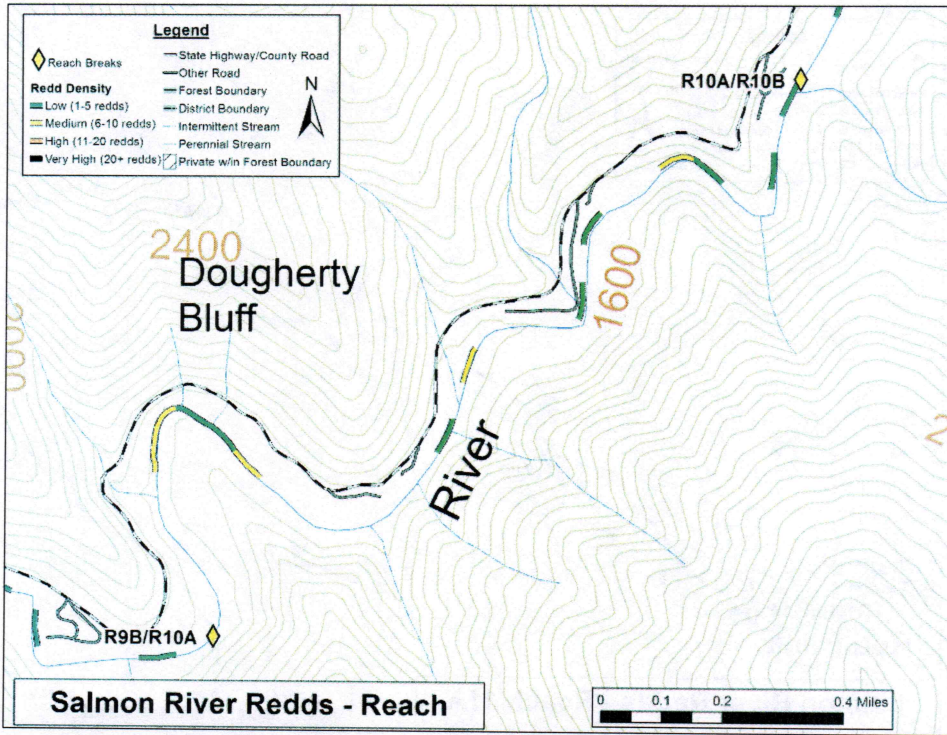 Legend
Reach Breaks
Redd Density
Low (1-5 redds)
Medium (6-10 redds)
High (11-20 redds)
Very High (20+ redds)
State Highway/County Road
Other Road
Forest Boundary
District Boundary
Intermittent Stream
Perennial Stream
Private w/in Forest Boundary
N
R10A/R10B
2400
Dougherty
Bluff
1600
River
R9B/R10A
Salmon River Redds - Reach
0 0.1 0.2 0.4 Miles